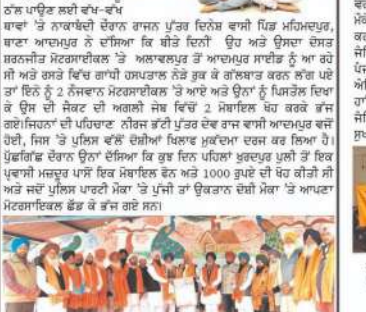 ਠੱਲ ਪਾਉਣ ਲਈ ਵੱਖ-ਵੱਖ
ਥਾਵਾਂ 'ਤੇ ਨਾਕਾਬੰਦੀ ਦੌਰਾਨ ਰਾਜਨ ਪੁੱਤਰ ਦਿਨੇਸ਼ ਵਾਸੀ ਪਿੰਡ ਮਹਿਮਦਪੁਰ,
ਥਾਣਾ ਆਦਮਪੁਰ ਨੇ ਦੱਸਿਆ ਕਿ ਬੀਤੇ ਦਿਨੀਂ ਉਹ ਅਤੇ ਉਸਦਾ ਦੋਸਤ
ਸ਼ਰਨਜੀਤ ਮੋਟਰਸਾਈਕਲ 'ਤੇ ਅਲਾਵਲਪੁਰ ਤੋਂ ਆਦਮਪੁਰ ਸਾਈਡ ਨੂੰ ਆ ਰਹੇ
ਸੀ ਅਤੇ ਰਸਤੇ ਵਿੱਚ ਗਾਂਧੀ ਹਸਪਤਾਲ ਨੇੜੇ ਰੁਕ ਕੇ ਗੱਲਬਾਤ ਕਰਨ ਲੱਗ ਪਏ
ਤਾਂ ਇੰਨੇ ਨੂੰ 2 ਨੌਜਵਾਨ ਮੋਟਰਸਾਈਕਲ 'ਤੇ ਆਏ ਅਤੇ ਉਨਾਂ ਨੂੰ ਪਿਸਤੌਲ ਦਿਖਾ
ਕੇ ਉਸ ਦੀ ਜੈਕਟ ਦੀ ਅਗਲੀ ਜੇਬ ਵਿੱਚੋਂ 2 ਮੋਬਾਇਲ ਖੋਹ ਕਰਕੇ ਭੱਜ
ਗਏ।ਜਿਹਨਾਂ ਦੀ ਪਹਿਚਾਣ ਨੀਰਜ ਭੱਟੀ ਪੁੱਤਰ ਦੇਵ ਰਾਜ ਵਾਸੀ ਆਦਮਪੁਰ ਵਜੋਂ
ਹੋਈ, ਜਿਸ 'ਤੇ ਪੁਲਿਸ ਵੱਲੋਂ ਦੋਸ਼ੀਆਂ ਖਿਲਾਫ ਮੁਕੱਦਮਾ ਦਰਜ ਕਰ ਲਿਆ ਹੈ।
ਪੁੱਛਗਿੱਛ ਦੌਰਾਨ ਉਨਾਂ ਦੱਸਿਆ ਕਿ ਕੁਝ ਦਿਨ ਪਹਿਲਾਂ ਖੁਰਦਪੁਰ ਪੁਲੀ ਤੋਂ ਇਕ
ਪ੍ਰਵਾਸੀ ਮਜ਼ਦੂਰ ਪਾਸੋਂ ਇਕ ਮੋਬਾਇਲ ਫੋਨ ਅਤੇ 1000 ਰੁਪਏ ਦੀ ਖੋਹ ਕੀਤੀ ਸੀ
ਅਤੇ ਜਦੋਂ ਪੁਲਿਸ ਪਾਰਟੀ ਮੌਕਾ 'ਤੇ ਪੁੱਜੀ ਤਾਂ ਉਕਤਾਨ ਦੋਸ਼ੀ ਮੌਕਾ 'ਤੇ ਆਪਣਾ
ਮੋਟਰਸਾਇਕਲ ਛੱਡ ਕੇ ਭੱਜ ਗਏ ਸਨ।